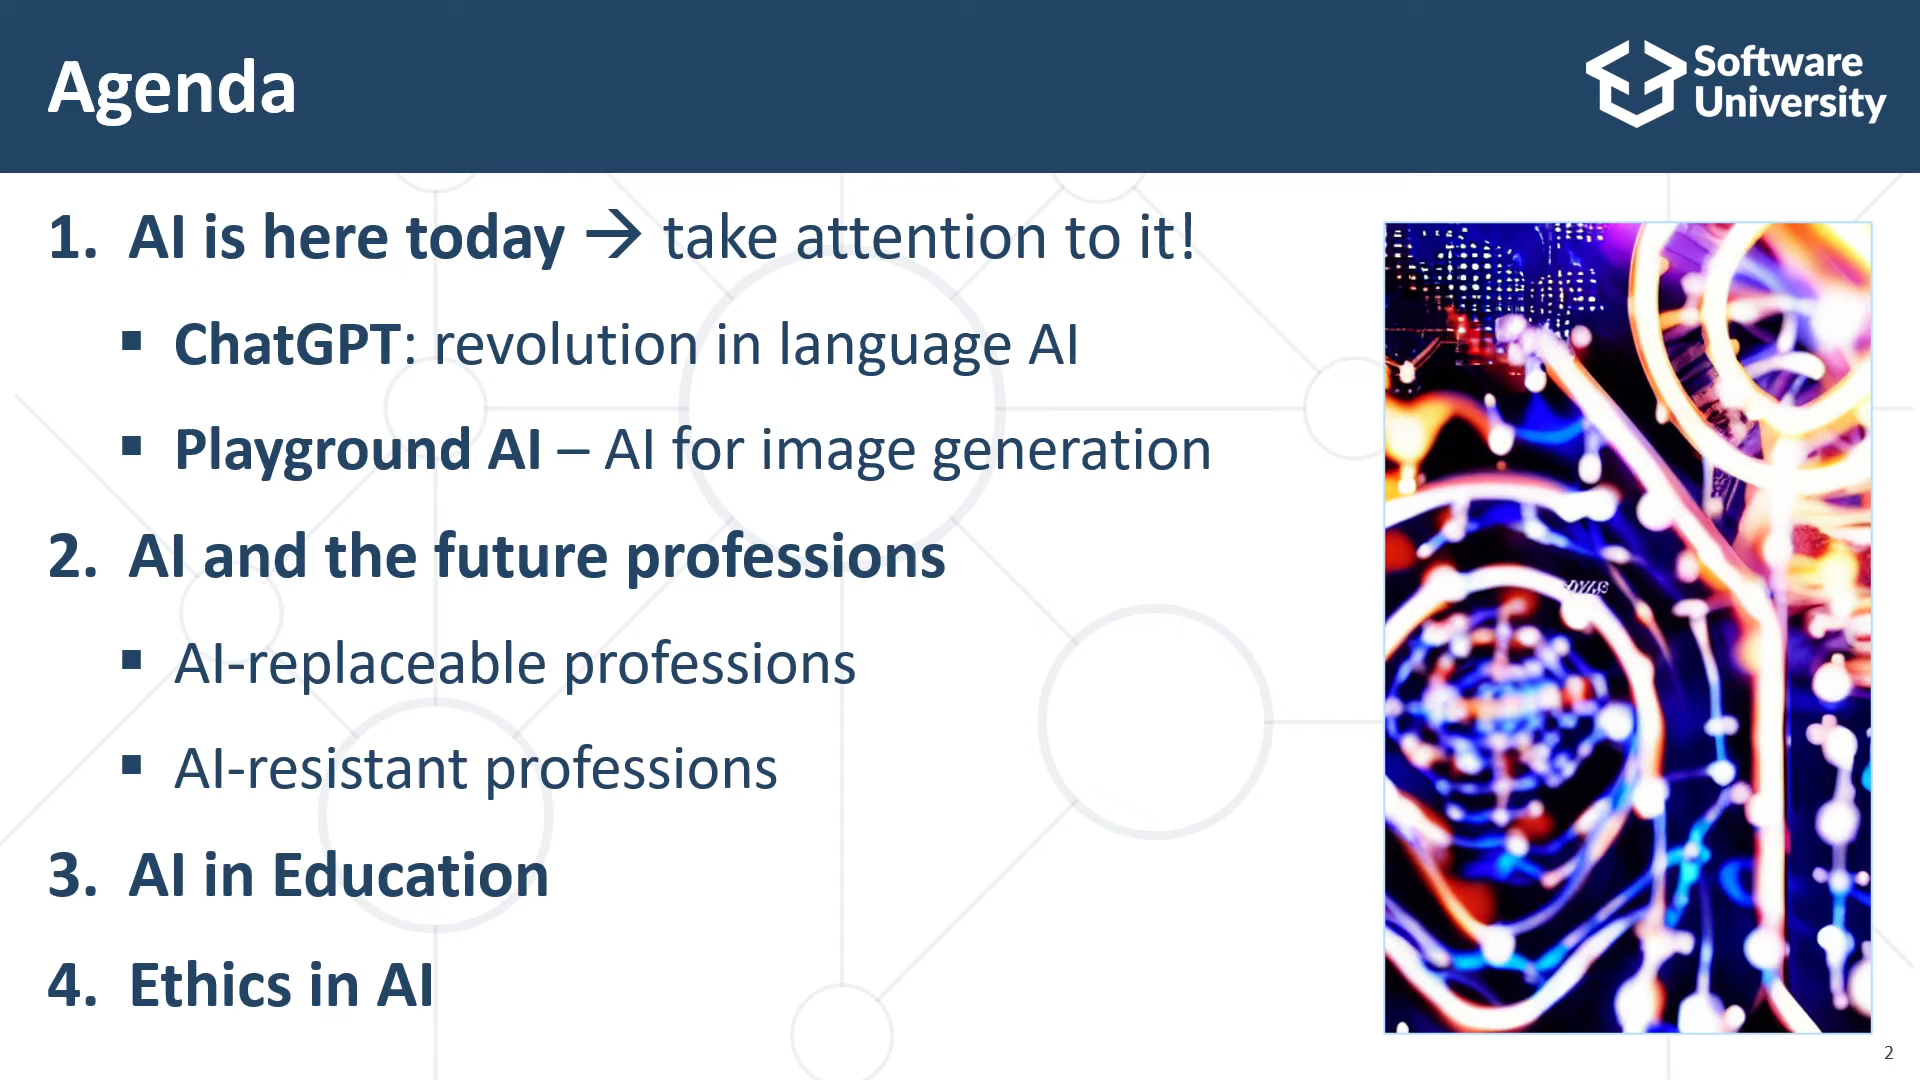 Agenda
Software
University
1. AI is here today → take attention to it!
▪ ChatGPT: revolution in language AI
▪ Playground AI – AI for image generation
2. AI and the future professions
▪ AI-replaceable professions
▪ AI-resistant professions
3. AI in Education
4. Ethics in AI
2